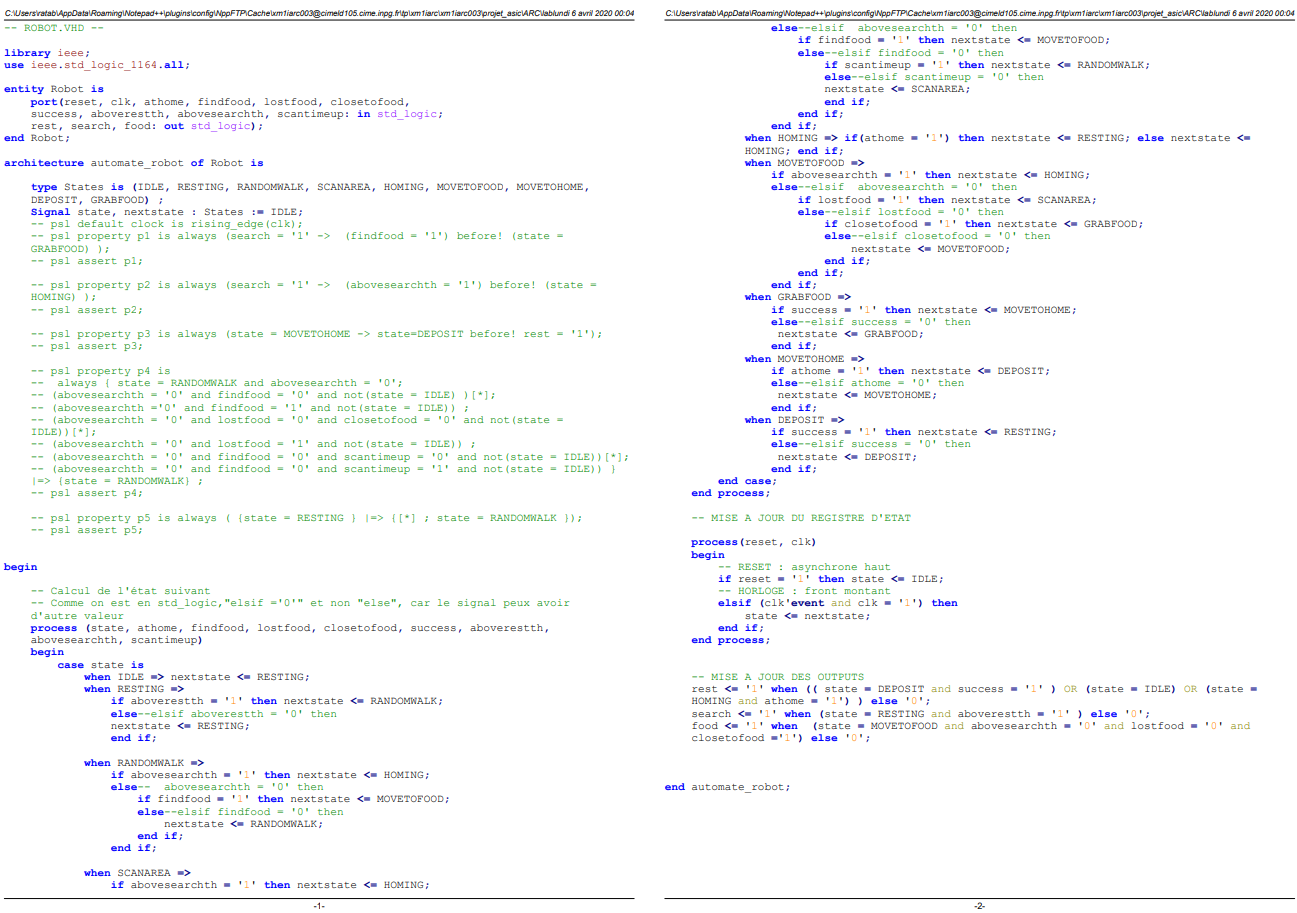 C:\Users\ratab\AppData\Roaming\Notepad++\plugins\config\NppFTP\Cache\xm1iarc003@cimeld105.cime.inpg.fr\tp\xm1iarc\xm1iarc003\projet_asic\ARC\lablundi 6 avril 2020 00:04
-- ROBOT.VHD --
library ieee;
use ieee.std_logic_1164.all;
entity Robot is
port(reset, clk, athome, findfood, lostfood, closetofood,
success, aboverestth, abovesearchth, scantimeup: in std_logic;
rest, search, food: out std_logic);
end Robot;
architecture automate_robot of Robot is
type States is (IDLE, RESTING, RANDOMWALK, SCANAREA, HOMING, MOVETOFOOD, MOVETOHOME,
DEPOSIT, GRABFOOD) ;
Signal state, nextstate : States := IDLE;
-- psl default clock is rising_edge(clk);
-- psl property p1 is always (search = '1' -> (findfood = '1') before! (state =
GRABFOOD) );
-- psl assert p1;
-- psl property p2 is always (search = '1' -> (abovesearchth = '1') before! (state =
HOMING) );
-- psl assert p2;
-- psl property p3 is always (state = MOVETOHOME -> state=DEPOSIT before! rest = '1');
-- psl assert p3;
-- psl property p4 is
-- always { state = RANDOMWALK and abovesearchth = '0';
-- (abovesearchth = '0' and findfood = '0' and not(state = IDLE) )[*];
-- (abovesearchth ='0' and findfood = '1' and not(state = IDLE)) ;
-- (abovesearchth = '0' and lostfood = '0' and closetofood = '0' and not(state =
IDLE))[*];
-- (abovesearchth = '0' and lostfood = '1' and not(state = IDLE)) ;
-- (abovesearchth = '0' and findfood = '0' and scantimeup = '0' and not(state = IDLE))[*];
-- (abovesearchth = '0' and findfood = '0' and scantimeup = '1' and not(state = IDLE)) }
|=> {state = RANDOMWALK} ;
-- psl assert p4;
-- psl property p5 is always ( {state = RESTING } |=> {[*] ; state = RANDOMWALK });
-- psl assert p5;
begin
-- Calcul de l'état suivant
-- Comme on est en std_logic,"elsif ='0'" et non "else", car le signal peux avoir
d'autre valeur
process (state, athome, findfood, lostfood, closetofood, success, aboverestth,
abovesearchth, scantimeup)
begin
case state is
when IDLE => nextstate <= RESTING;
when RESTING =>
if aboverestth = '1' then nextstate <= RANDOMWALK;
else--elsif aboverestth = '0' then
nextstate <= RESTING;
end if;
when RANDOMWALK =>
if abovesearchth = '1' then nextstate <= HOMING;
else-- abovesearchth = '0' then
if findfood = '1' then nextstate <= MOVETOFOOD;
else--elsif findfood = '0' then
nextstate <= RANDOMWALK;
end if;
end if;
when SCANAREA =>
if abovesearchth = '1' then nextstate <= HOMING;
-1-
C:\Users\ratab\AppData\Roaming\Notepad++\plugins\config\NppFTP\Cache\xm1iarc003@cimeld105.cime.inpg.fr\tp\xm1iarc\xm1iarc003\projet_asic\ARC\lablundi 6 avril 2020 00:04
else--elsif abovesearchth = '0' then
if findfood = '1' then nextstate <= MOVETOFOOD;
else--elsif findfood = '0' then
if scantimeup = '1' then nextstate <= RANDOMWALK;
else--elsif scantimeup = '0' then
nextstate <= SCANAREA;
end if;
end if;
end if;
when HOMING => if(athome = '1') then nextstate <= RESTING; else nextstate <=
HOMING; end if;
when MOVETOFOOD =>
if abovesearchth = '1' then nextstate <= HOMING;
else--elsif abovesearchth = '0' then
if lostfood = '1' then nextstate <= SCANAREA;
else--elsif lostfood = '0' then
if closetofood = '1' then nextstate <= GRABFOOD;
else--elsif closetofood = '0' then
nextstate <= MOVETOFOOD;
end if;
end if;
end if;
when GRABFOOD =>
if success = '1' then nextstate <= MOVETOHOME;
else--elsif success = '0' then
nextstate <= GRABFOOD;
end if;
when MOVETOHOME =>
if athome = '1' then nextstate <= DEPOSIT;
else--elsif athome = '0' then
nextstate <= MOVETOHOME;
end if;
when DEPOSIT =>
if success = '1' then nextstate <= RESTING;
else--elsif success = '0' then
nextstate <= DEPOSIT;
end if;
end case;
end process;
-- MISE A JOUR DU REGISTRE D'ETAT
process(reset, clk)
begin
-- RESET : asynchrone haut
if reset = '1' then state <= IDLE;
-- HORLOGE : front montant
elsif (clk'event and clk = '1') then
state <= nextstate;
end if;
end process;
-- MISE A JOUR DES OUTPUTS
rest <= '1' when (( state = DEPOSIT and success = '1' ) OR (state = IDLE) OR (state =
HOMING and athome = '1') ) else '0';
search <= '1' when (state = RESTING and aboverestth = '1' ) else '0';
food <= '1' when (state = MOVETOFOOD and abovesearchth = '0' and lostfood = '0' and
closetofood ='1') else '0';
end automate_robot;
-2-